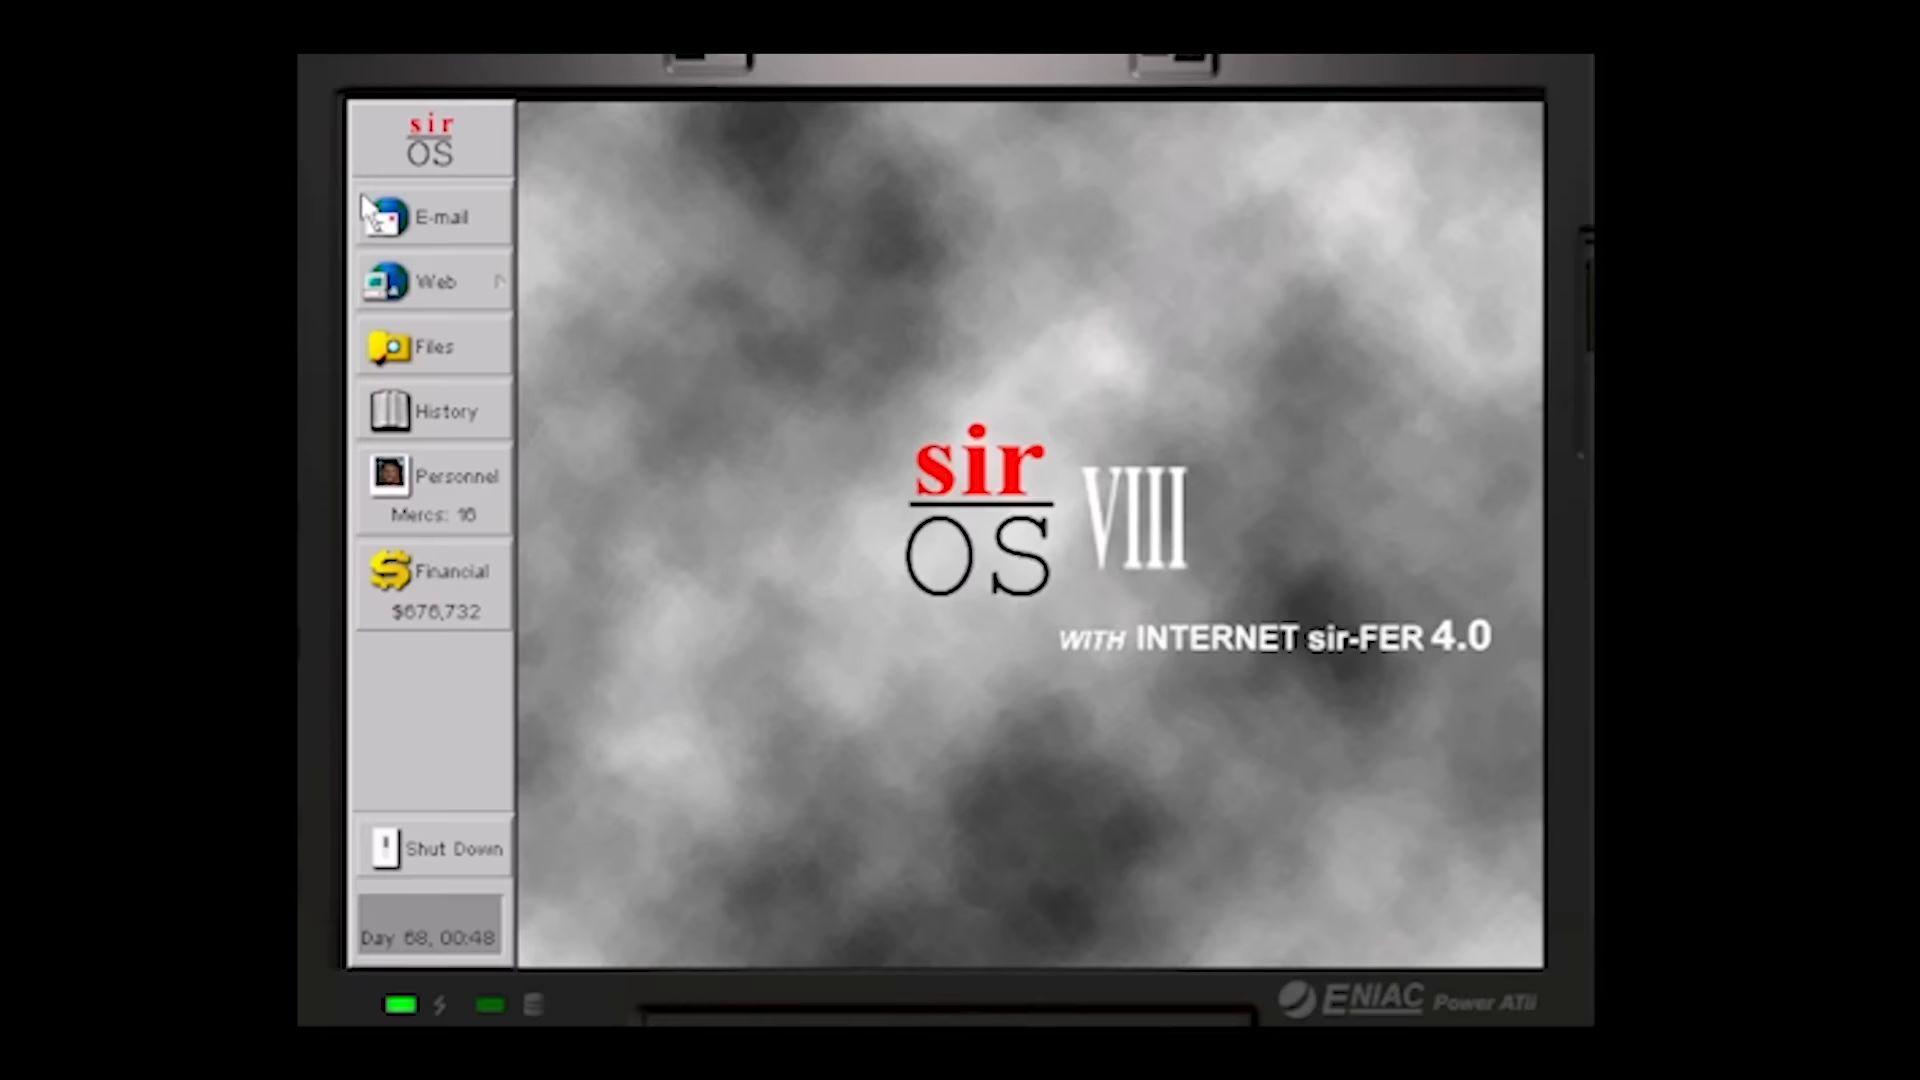 sir
OS
E-mail
Web
Files
History
Personnel
Mercs: 16
Financial
$676,732
Shut Down
Day 68, 00:48
sir
OS VIII
WITH INTERNET sir-FER 4.0
ENIAC Power ATii